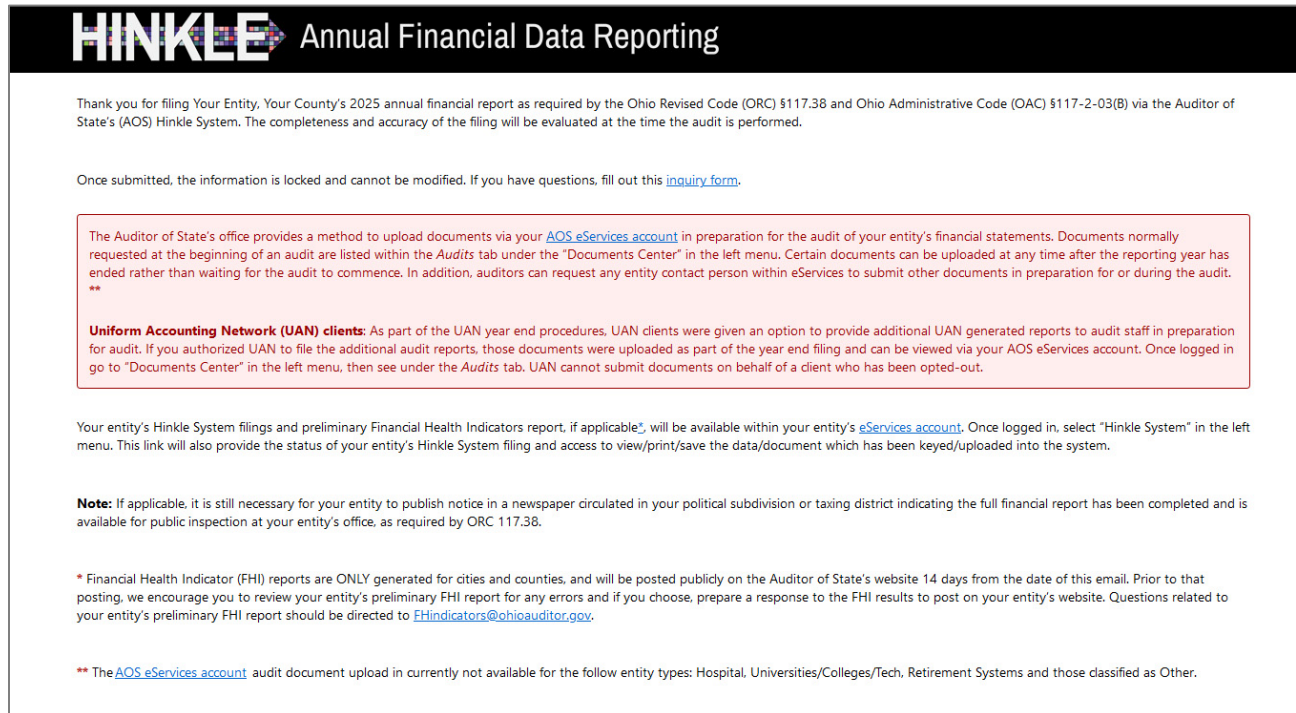 HINKLE Annual Financial Data Reporting
Thank you for filing Your Entity, Your County's 2025 annual financial report as required by the Ohio Revised Code (ORC) §117.38 and Ohio Administrative Code (OAC) §117-2-03(B) via the Auditor of
State's (AOS) Hinkle System. The completeness and accuracy of the filing will be evaluated at the time the audit is performed.
Once submitted, the information is locked and cannot be modified. If you have questions, fill out this inquiry form.
The Auditor of State's office provides a method to upload documents via your AOS eServices account in preparation for the audit of your entity's financial statements. Documents normally
requested at the beginning of an audit are listed within the Audits tab under the "Documents Center" in the left menu. Certain documents can be uploaded at any time after the reporting year has
ended rather than waiting for the audit to commence. In addition, auditors can request any entity contact person within eServices to submit other documents in preparation for or during the audit.
**
Uniform Accounting Network (UAN) clients: As part of the UAN year end procedures, UAN clients were given an option to provide additional UAN generated reports to audit staff in preparation
for audit. If you authorized UAN to file the additional audit reports, those documents were uploaded as part of the year end filing and can be viewed via your AOS eServices account. Once logged in
go to "Documents Center" in the left menu, then see under the Audits tab. UAN cannot submit documents on behalf of a client who has been opted-out.
Your entity's Hinkle System filings and preliminary Financial Health Indicators report, if applicable*, will be available within your entity's eServices account. Once logged in, select "Hinkle System" in the left
menu. This link will also provide the status of your entity's Hinkle System filing and access to view/print/save the data/document which has been keyed/uploaded into the system.
Note: If applicable, it is still necessary for your entity to publish notice in a newspaper circulated in your political subdivision or taxing district indicating the full financial report has been completed and is
available for public inspection at your entity's office, as required by ORC 117.38.
* Financial Health Indicator (FHI) reports are ONLY generated for cities and counties, and will be posted publicly on the Auditor of State's website 14 days from the date of this email. Prior to that
posting, we encourage you to review your entity's preliminary FHI report for any errors and if you choose, prepare a response to the FHI results to post on your entity's website. Questions related to
your entity's preliminary FHI report should be directed to FHindicators@ohioauditor.gov.
** The AOS eServices account audit document upload in currently not available for the follow entity types: Hospital, Universities/Colleges/Tech, Retirement Systems and those classified as Other.